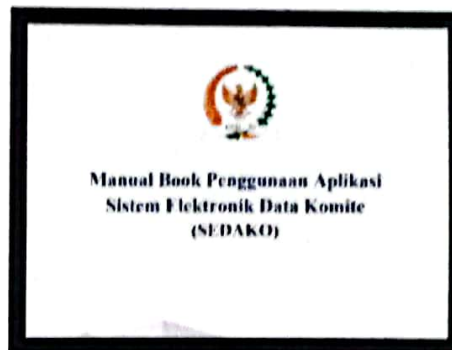 Manual Book Penggunaan Aplikasi
Sistem Elektronik Data Komite
(SEDAKO)